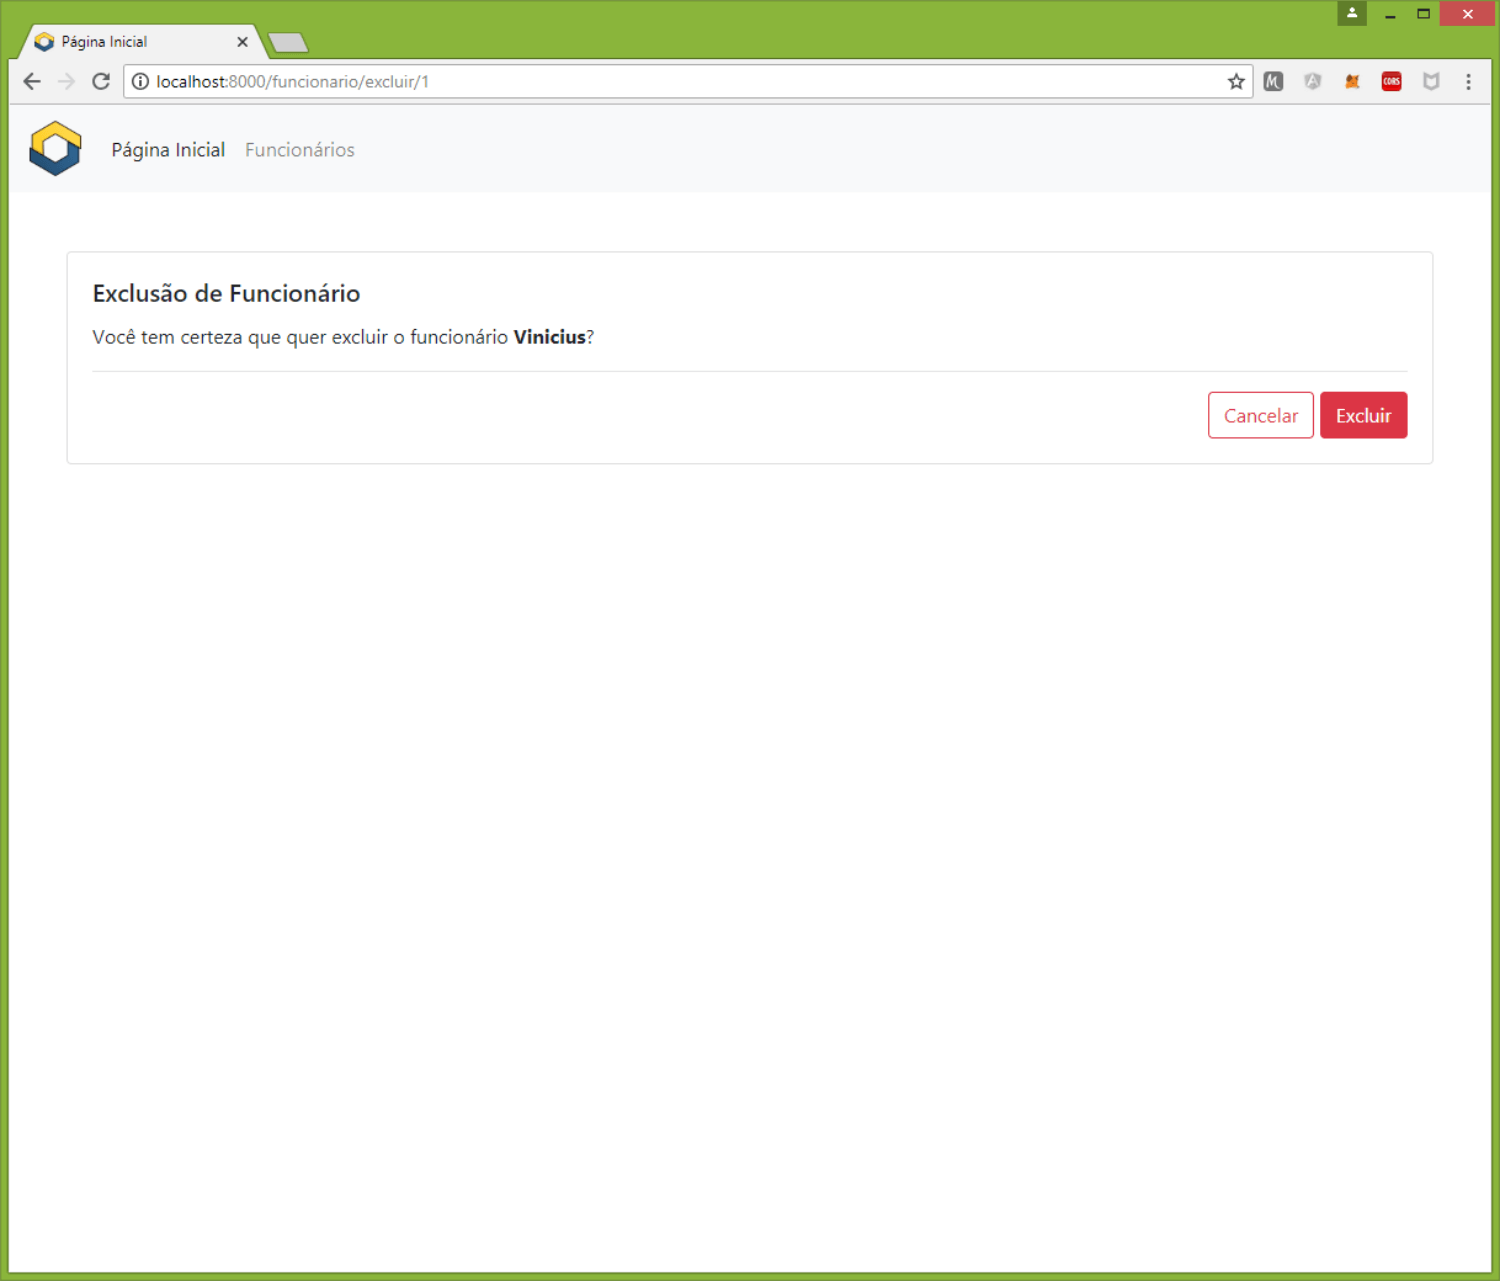 Página Inicial
localhost:8000/funcionario/excluir/1
CORS
Página Inicial Funcionários
Exclusão de Funcionário
Você tem certeza que quer excluir o funcionário Vinicius?
Cancelar Excluir